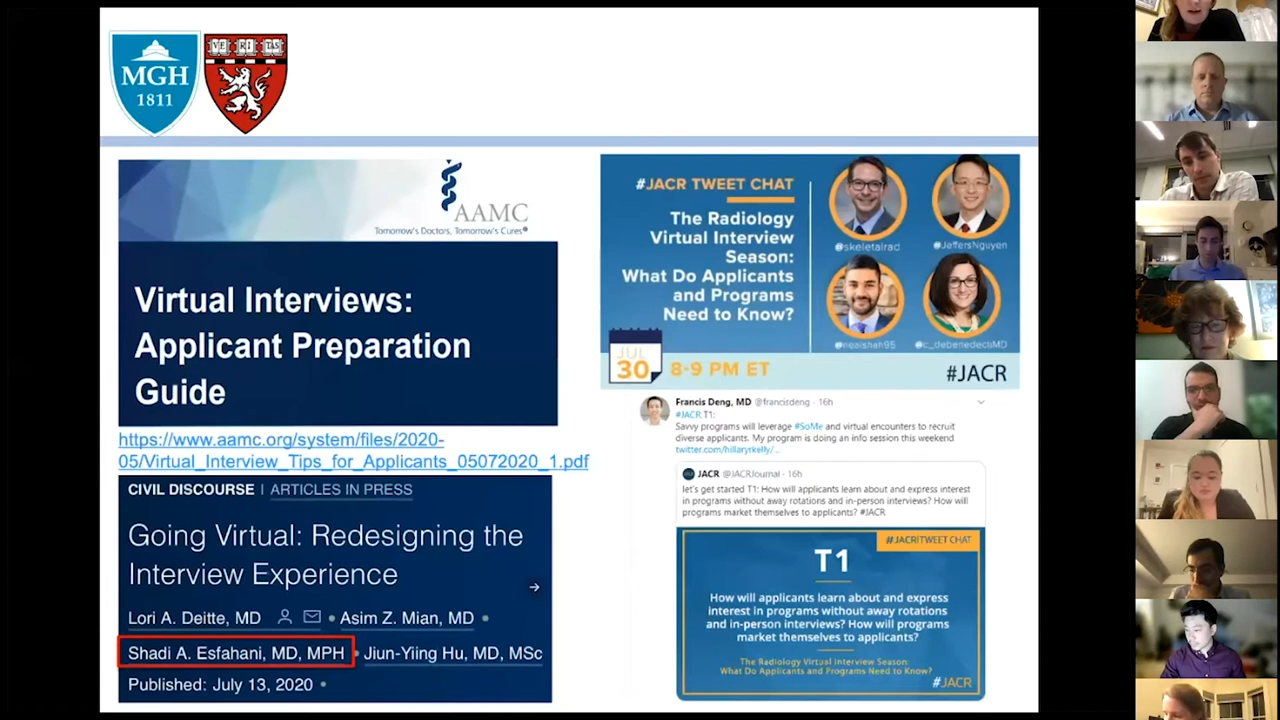 MGH
1811
VE RI TAS
AAMC
Tomorrow's Doctors, Tomorrow's Cures®
Virtual Interviews:
Applicant Preparation
Guide
https://www.aamc.org/system/files/2020-
05/Virtual_Interview_Tips_for_Applicants_05072020_1.pdf
CIVIL DISCOURSE | ARTICLES IN PRESS
Going Virtual: Redesigning the
Interview Experience
Lori A. Deitte, MD • Asim Z. Mian, MD •
Shadi A. Esfahani, MD, MPH • Jiun-Yiing Hu, MD, MSc
Published: July 13, 2020 •
#JACR TWEET CHAT
The Radiology
Virtual Interview
Season:
What Do Applicants
and Programs
Need to Know?
@skeletalrad
@JeffersNguyen
@nealshah95
@c_debenedectisMD
JUL
30
8-9 PM ET
#JACR
Francis Deng, MD @francisdeng · 16h
#JACR T1:
Savvy programs will leverage #SoMe and virtual encounters to recruit
diverse applicants. My program is doing an info session this weekend
twitter.com/hillaryrkelly/...
JACR @JACRJournal · 16h
let's get started T1: How will applicants learn about and express interest
in programs without away rotations and in-person interviews? How will
programs market themselves to applicants? #JACR
#JACRTWEET CHAT
T1
How will applicants learn about and express
interest in programs without away rotations
and in-person interviews? How will programs
market themselves to applicants?
The Radiology Virtual Interview Season:
What Do Applicants and Programs Need to Know?
#JACR